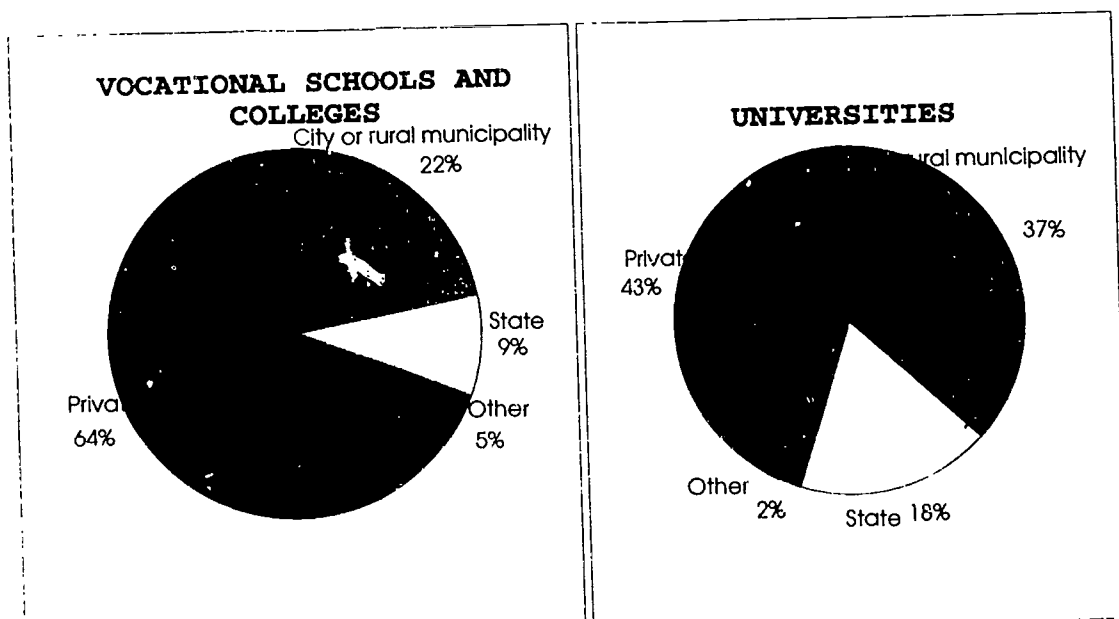 VOCATIONAL SCHOOLS AND
COLLEGES
City or rural municipality
22%
State
9%
Other
5%
64%
UNIVERSITIES
rural municipality
37%
43%
Other
2%
State 18%